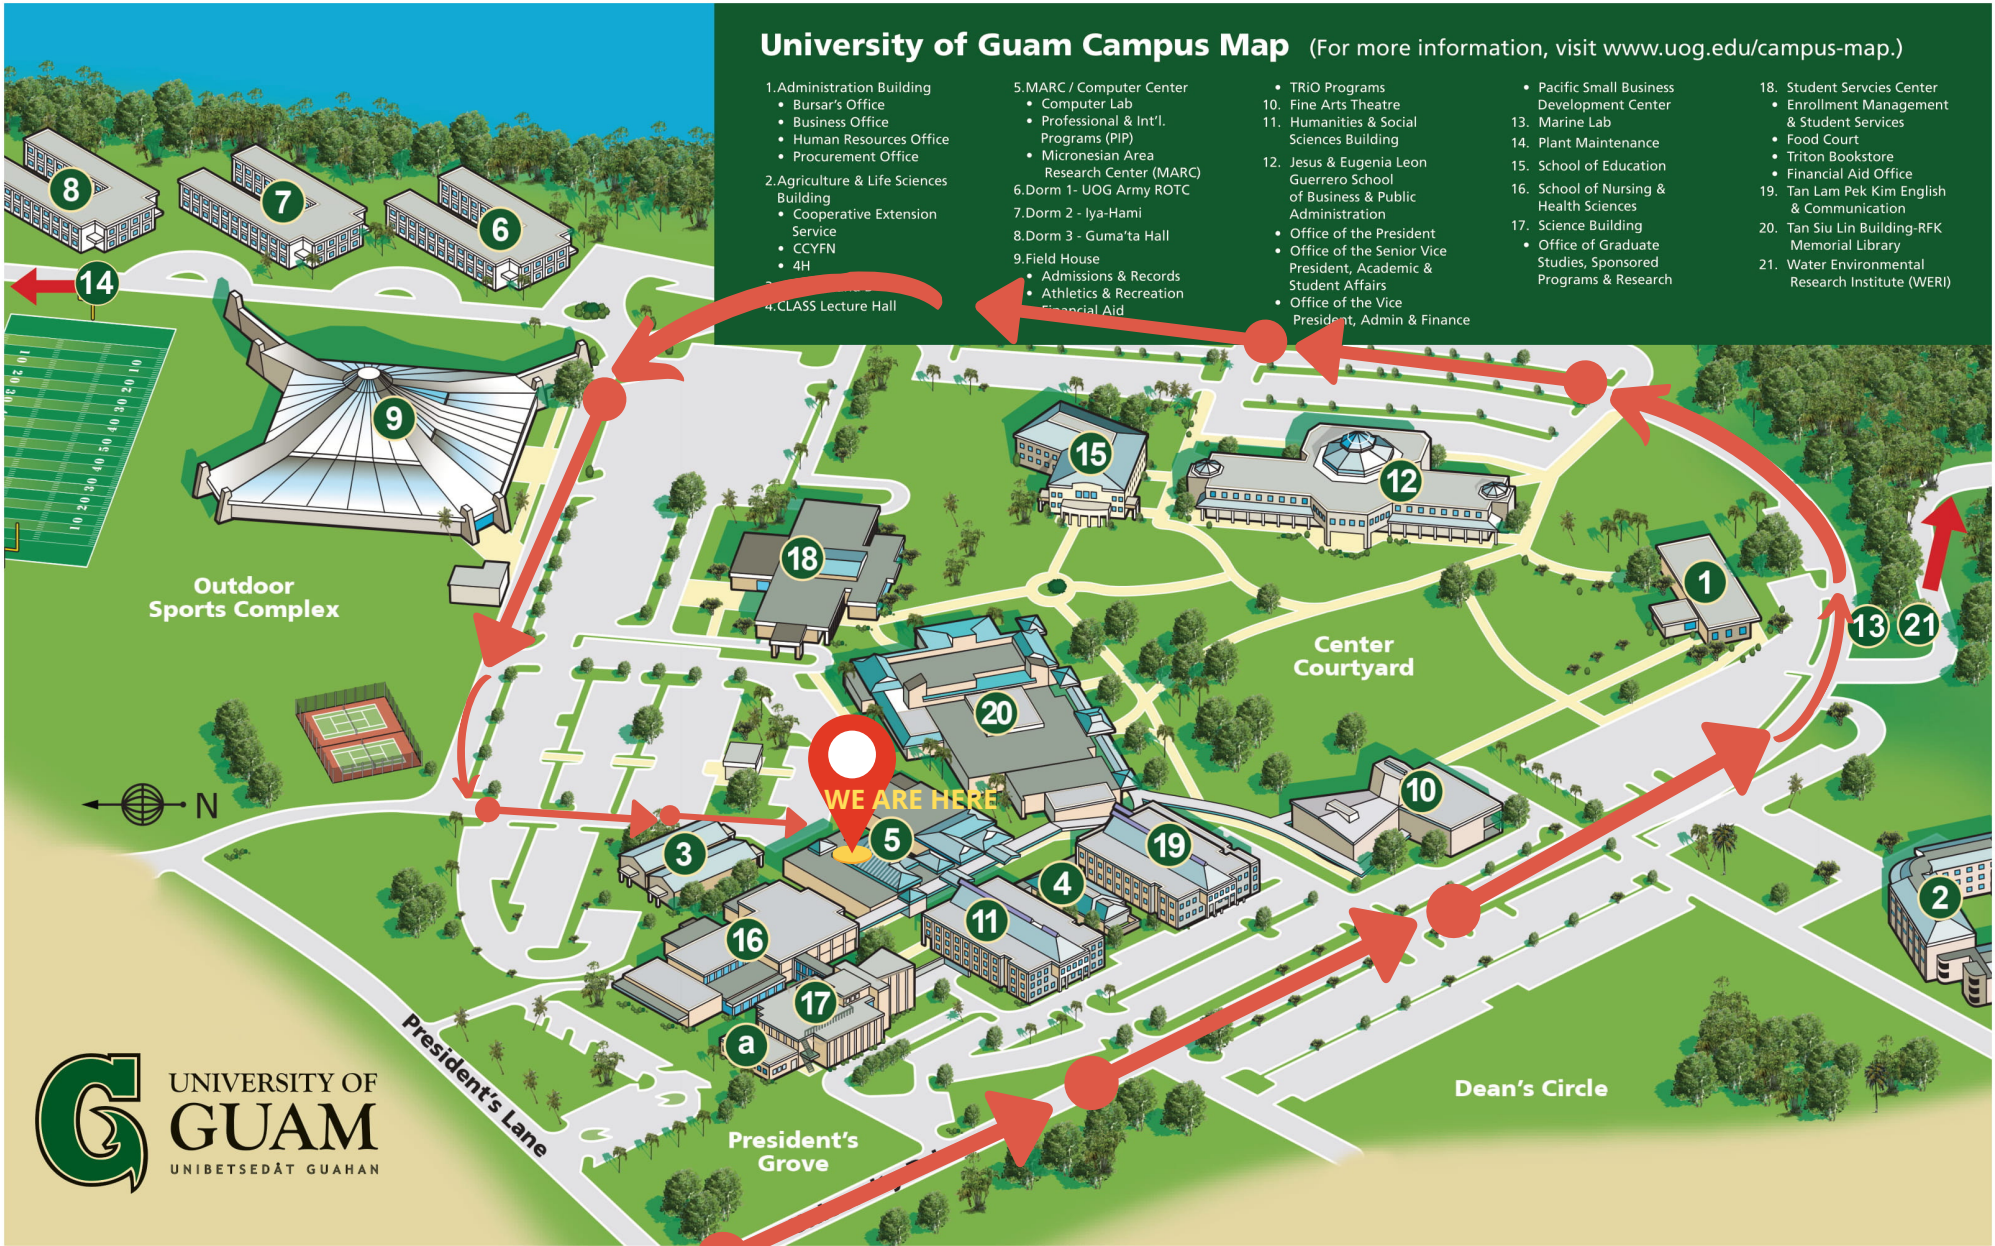 University of Guam Campus Map (For more information, visit www.uog.edu/campus-map.)
1.Administration Building
• Bursar's Office
• Business Office
• Human Resources Office
• Procurement Office
2.Agriculture & Life Sciences
Building
• Cooperative Extension
Service
• CCYFN
• 4H
4.CLASS Lecture Hall
5.MARC / Computer Center
• Computer Lab
• Professional & Int'l.
Programs (PIP)
• Micronesian Area
Research Center (MARC)
6.Dorm 1- UOG Army ROTC
7.Dorm 2 - Iya-Hami
8.Dorm 3 - Guma'ta Hall
9.Field House
• Admissions & Records
• Athletics & Recreation
• Financial Aid
• TRiO Programs
10. Fine Arts Theatre
11. Humanities & Social
Sciences Building
12. Jesus & Eugenia Leon
Guerrero School
of Business & Public
Administration
• Office of the President
• Office of the Senior Vice
President, Academic &
Student Affairs
• Office of the Vice
President, Admin & Finance
• Pacific Small Business
Development Center
13. Marine Lab
14. Plant Maintenance
15. School of Education
16. School of Nursing &
Health Sciences
17. Science Building
• Office of Graduate
Studies, Sponsored
Programs & Research
18. Student Servcies Center
• Enrollment Management
& Student Services
• Food Court
• Triton Bookstore
• Financial Aid Office
19. Tan Lam Pek Kim English
& Communication
20. Tan Siu Lin Building-RFK
Memorial Library
21. Water Environmental
Research Institute (WERI)
8
7
6
14
10 20 30 40 50 40 30 20 10
9
15
12
18
1
13
21
Outdoor
Sports Complex
Center
Courtyard
20
N
WE ARE HERE
10
5
3
19
4
2
11
16
17
a
President's Lane
Dean's Circle
President's
Grove
UNIVERSITY OF
GUAM
UNIBETSEDÅT GUAHAN